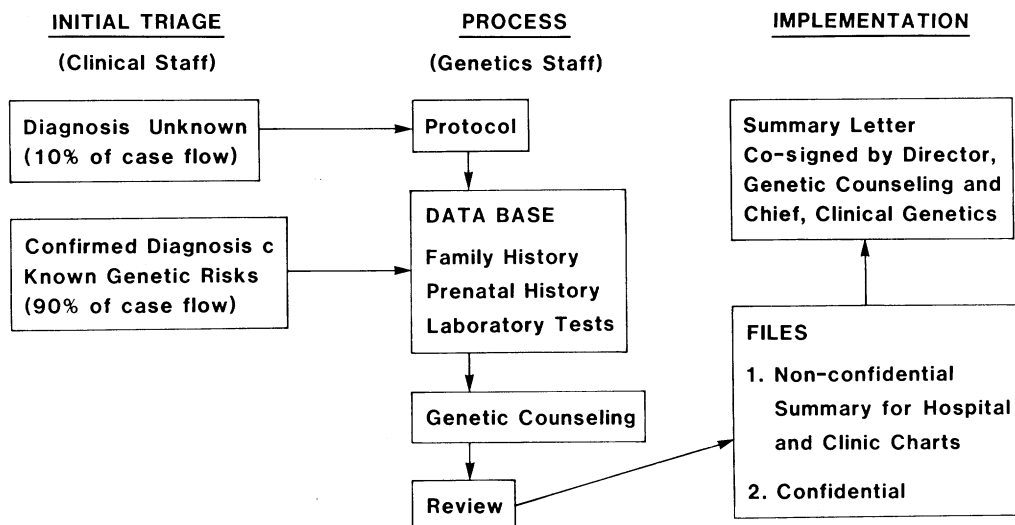 INITIAL TRIAGE
(Clinical Staff)
Diagnosis Unknown
(10% of case flow)
Confirmed Diagnosis c
Known Genetic Risks
(90% of case flow)
PROCESS
(Genetics Staff)
Protocol
DATA BASE
Family History
Prenatal History
Laboratory Tests
Genetic Counseling
Review
IMPLEMENTATION
Summary Letter
Co-signed by Director,
Genetic Counseling and
Chief, Clinical Genetics
FILES
1. Non-confidential
Summary for Hospital
and Clinic Charts
2. Confidential